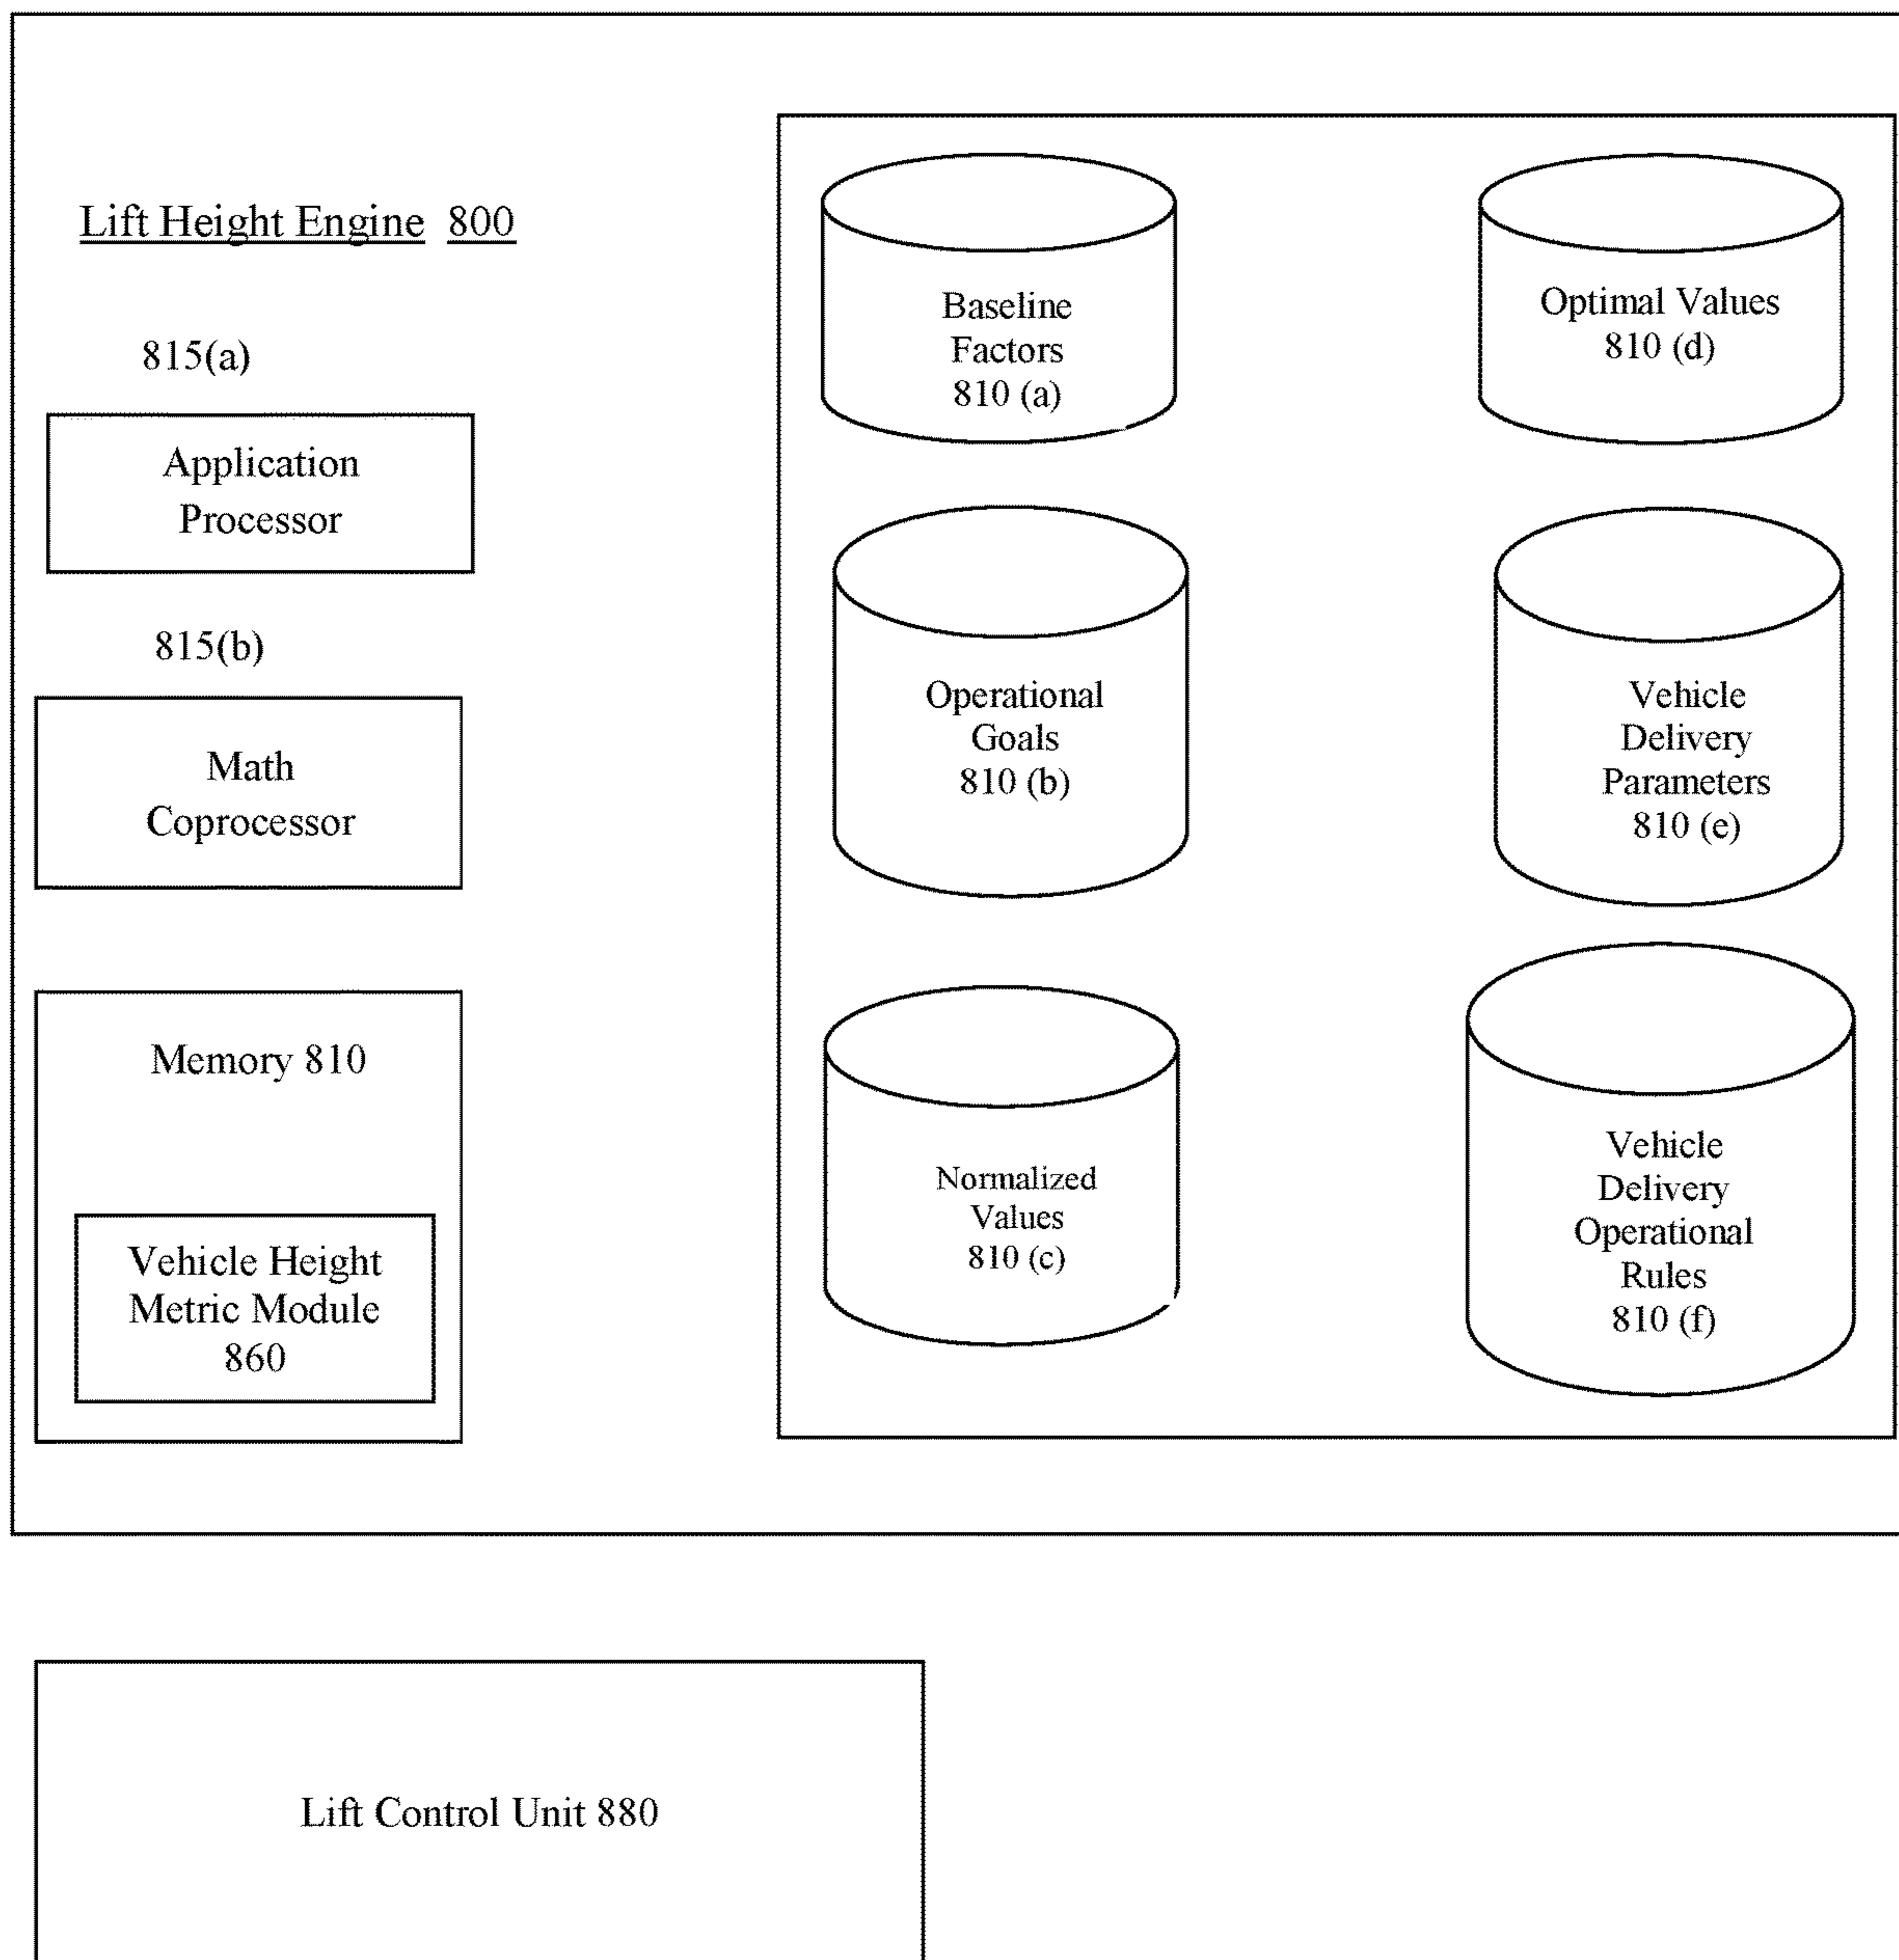 Lift Height Engine 800
815(a)
Application
Processor
815(b)
Math
Coprocessor
Memory 810
Vehicle Height
Metric Module
860
Baseline
Factors
810 (a)
Optimal Values
810 (d)
Operational
Goals
810 (b)
Vehicle
Delivery
Parameters
810 (e)
Normalized
Values
810 (c)
Vehicle
Delivery
Operational
Rules
810 (f)
Lift Control Unit 880